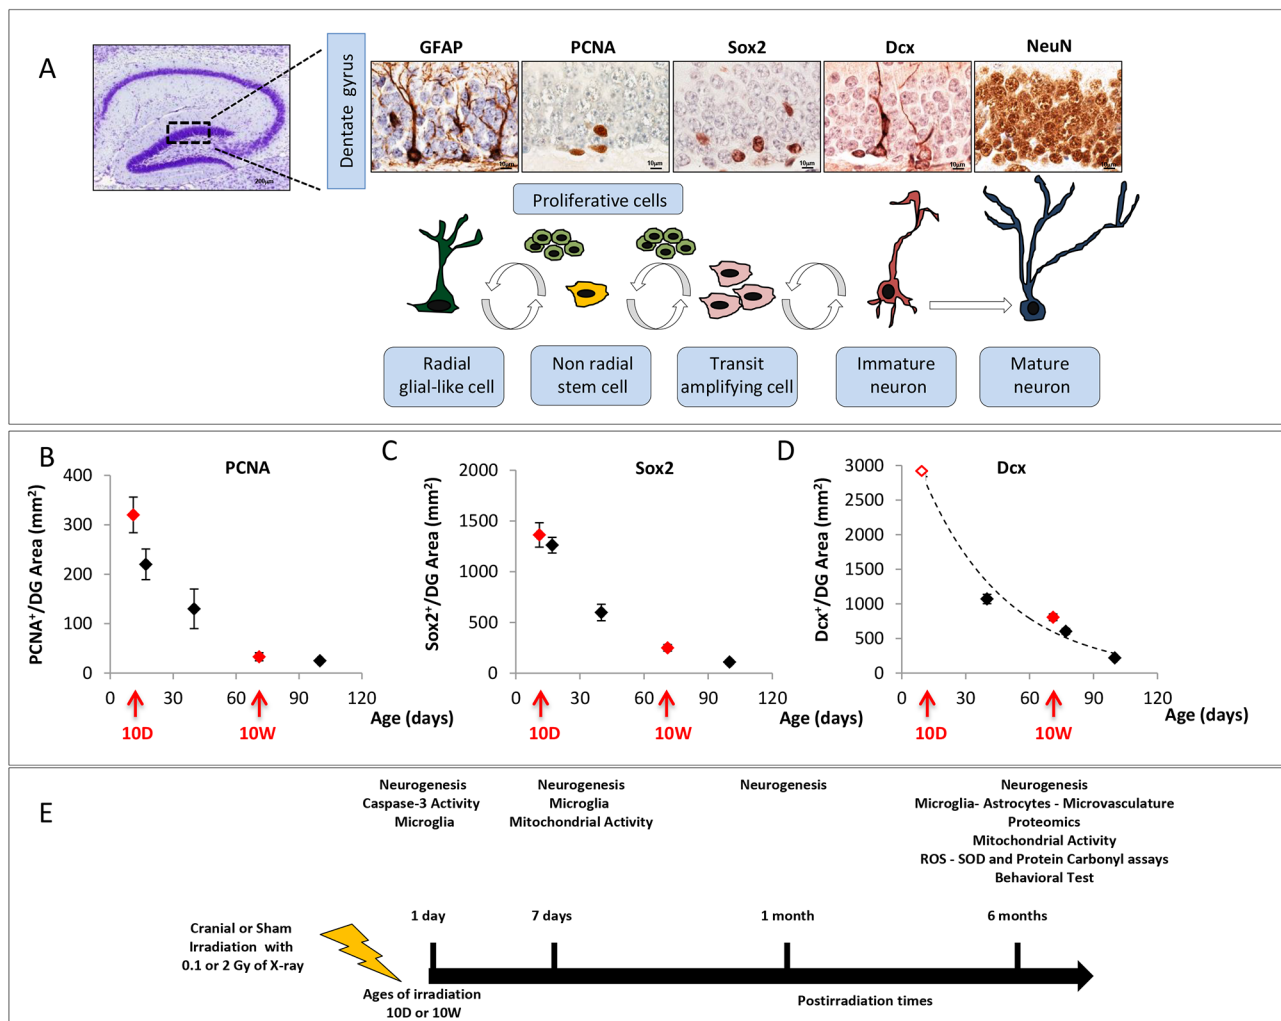 A
Dentate gyrus
200µm
GFAP
PCNA
Sox2
Dcx
NeuN
10µm
10µm
10µm
10µm
10µm
Proliferative cells
Radial
glial-like cell
Non radial
stem cell
Transit
amplifying cell
Immature
neuron
Mature
neuron
B
PCNA
PCNA⁺/DG Area (mm²)
400
300
200
100
0
0 30 60 90 120
Age (days)
10D
10W
C
Sox2
Sox2⁺/DG Area (mm²)
2000
1500
1000
500
0
0 30 60 90 120
Age (days)
10D
10W
D
Dcx
Dcx⁺/DG Area (mm²)
3000
2500
2000
1500
1000
500
0
0 30 60 90 120
Age (days)
10D
10W
E
Neurogenesis
Caspase-3 Activity
Microglia
Neurogenesis
Microglia
Mitochondrial Activity
Neurogenesis
Neurogenesis
Microglia- Astrocytes - Microvasculature
Proteomics
Mitochondrial Activity
ROS - SOD and Protein Carbonyl assays
Behavioral Test
1 day
7 days
1 month
6 months
Cranial or Sham
Irradiation with
0.1 or 2 Gy of X-ray
Ages of irradiation
10D or 10W
Postirradiation times